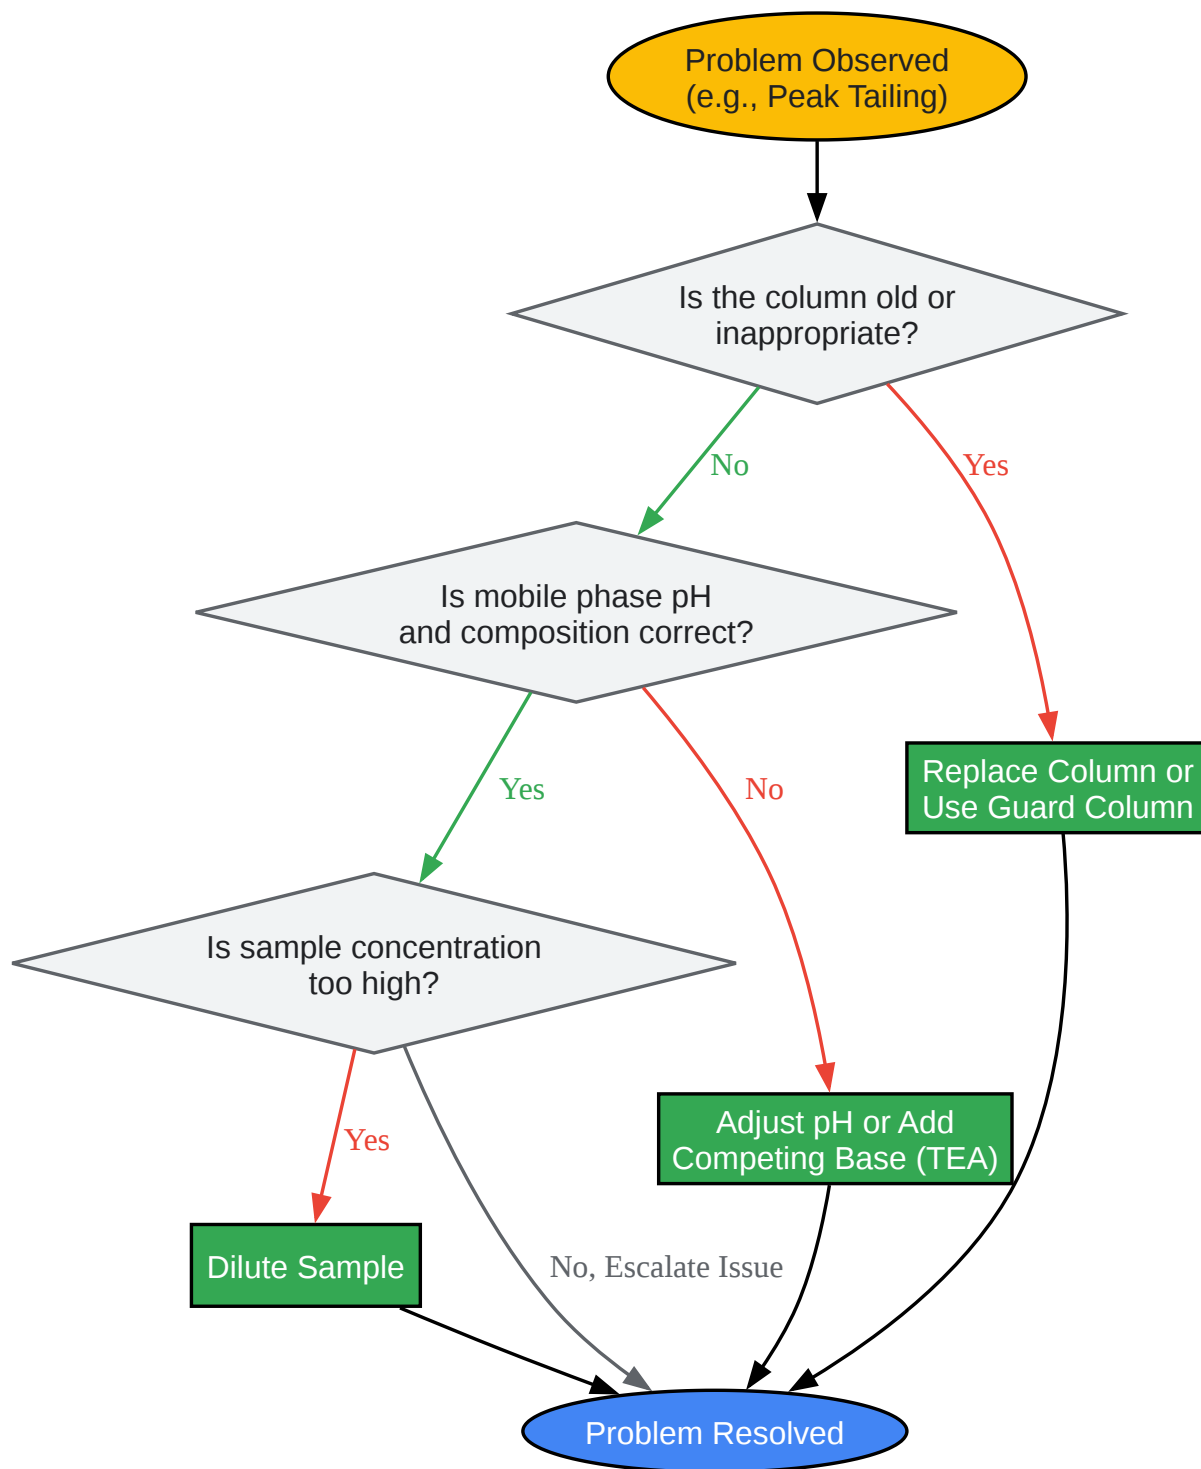 Problem Observed
(e.g., Peak Tailing)
Is the column old or
inappropriate?
No
Yes
Is mobile phase pH
and composition correct?
Yes
No
Replace Column or
Use Guard Column
Is sample concentration
too high?
Yes
Adjust pH or Add
Competing Base (TEA)
Dilute Sample
No, Escalate Issue
Problem Resolved